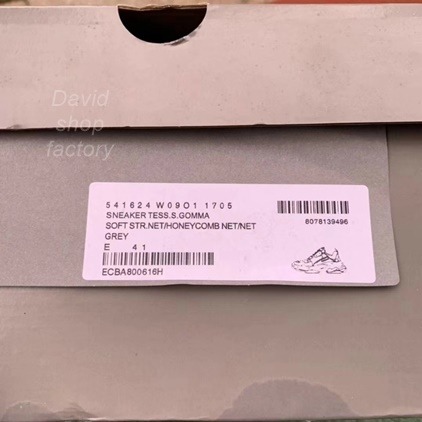 David
shop
factory
541624 W09O1 1705
SNEAKER TESS.S.GOMMA
SOFT STR.NET/HONEYCOMB NET/NET
GREY
E 41
ECBA800616H
8078139496